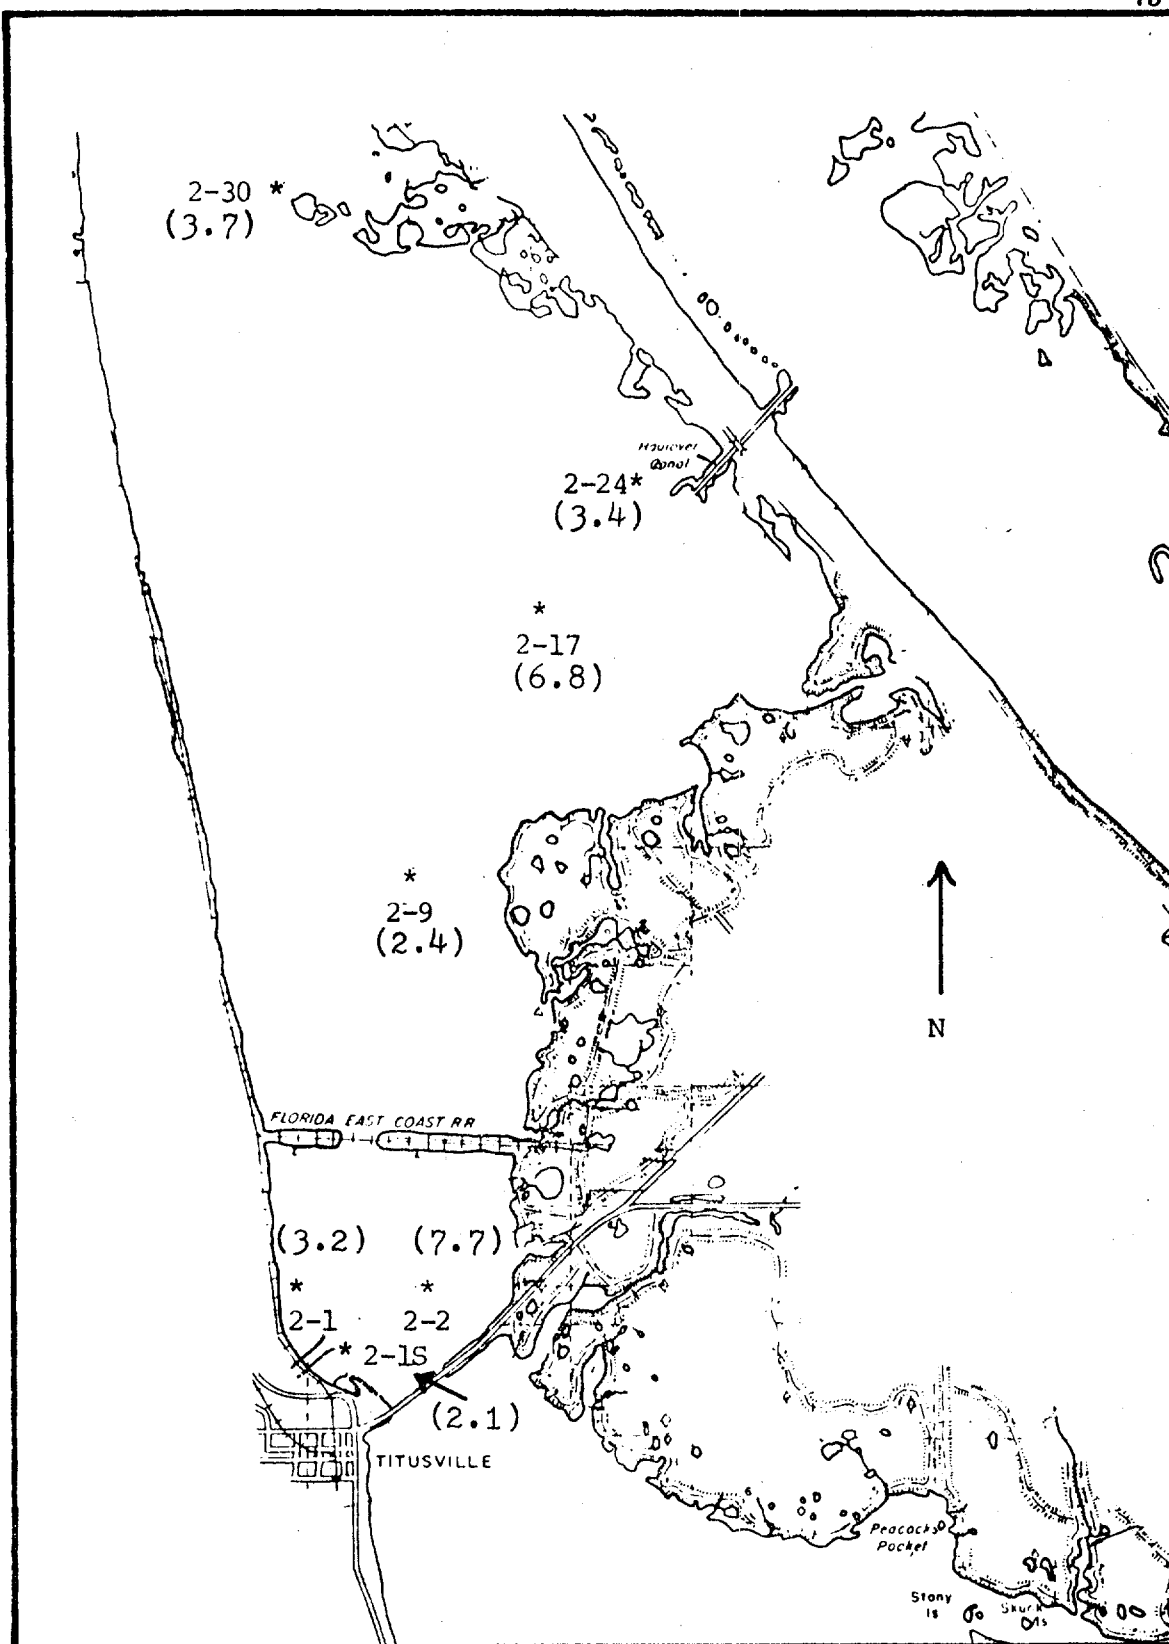 2-30 *
(3.7)
Haulover
Canal
2-24*
(3.4)
*
2-17
(6.8)
*
2-9
(2.4)
N
FLORIDA EAST COAST RR
(3.2) (7.7)
* *
2-1 2-2
* 2-1S
(2.1)
TITUSVILLE
Peacocks
Pocket
Stony
Is
Is